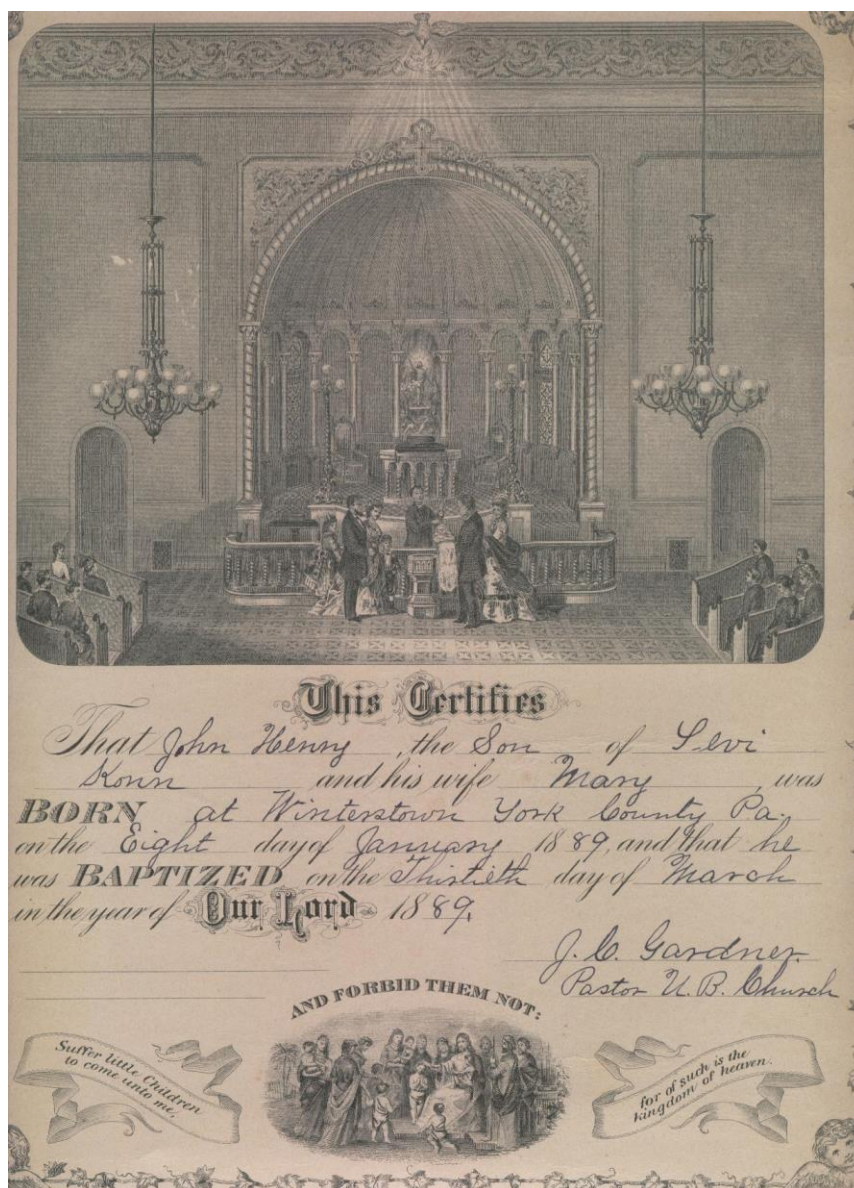 This Certifies
That John Henry, the Son of Levi
Konn and his wife Mary, was
BORN at Winterstown York County Pa.
on the Eight day of January 1889, and that he
was BAPTIZED on the Thirtieth day of March
in the year of Our Lord 1889.
J. C. Gardner
Pastor U. B. Church
AND FORBID THEM NOT:
Suffer little Children
to come unto me,
for of such is the
kingdom of heaven.